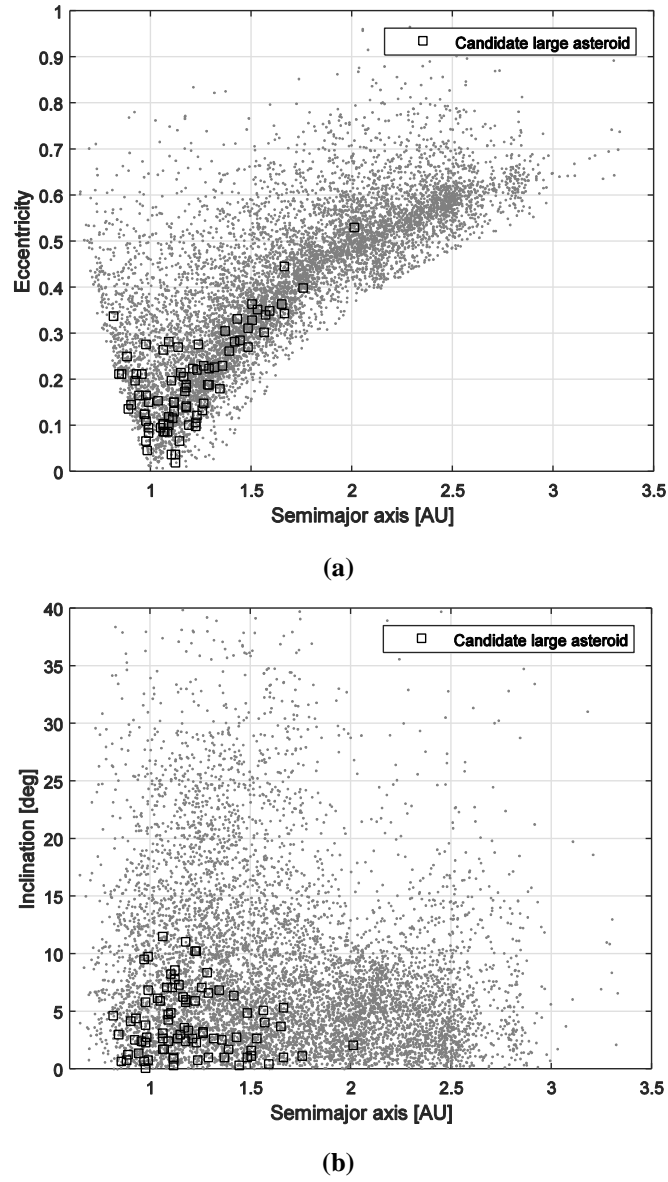 1
0.9
0.8
0.7
0.6
0.5
0.4
0.3
0.2
0.1
0
Eccentricity
Candidate large asteroid
1 1.5 2 2.5 3 3.5
Semimajor axis [AU]
(a)
40
35
30
25
20
15
10
5
0
Inclination [deg]
Candidate large asteroid
1 1.5 2 2.5 3 3.5
Semimajor axis [AU]
(b)